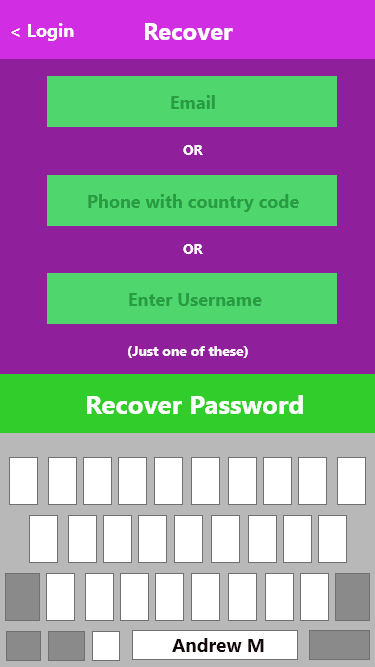 < Login Recover
Email
OR
Phone with country code
OR
Enter Username
(Just one of these)
Recover Password
Andrew M